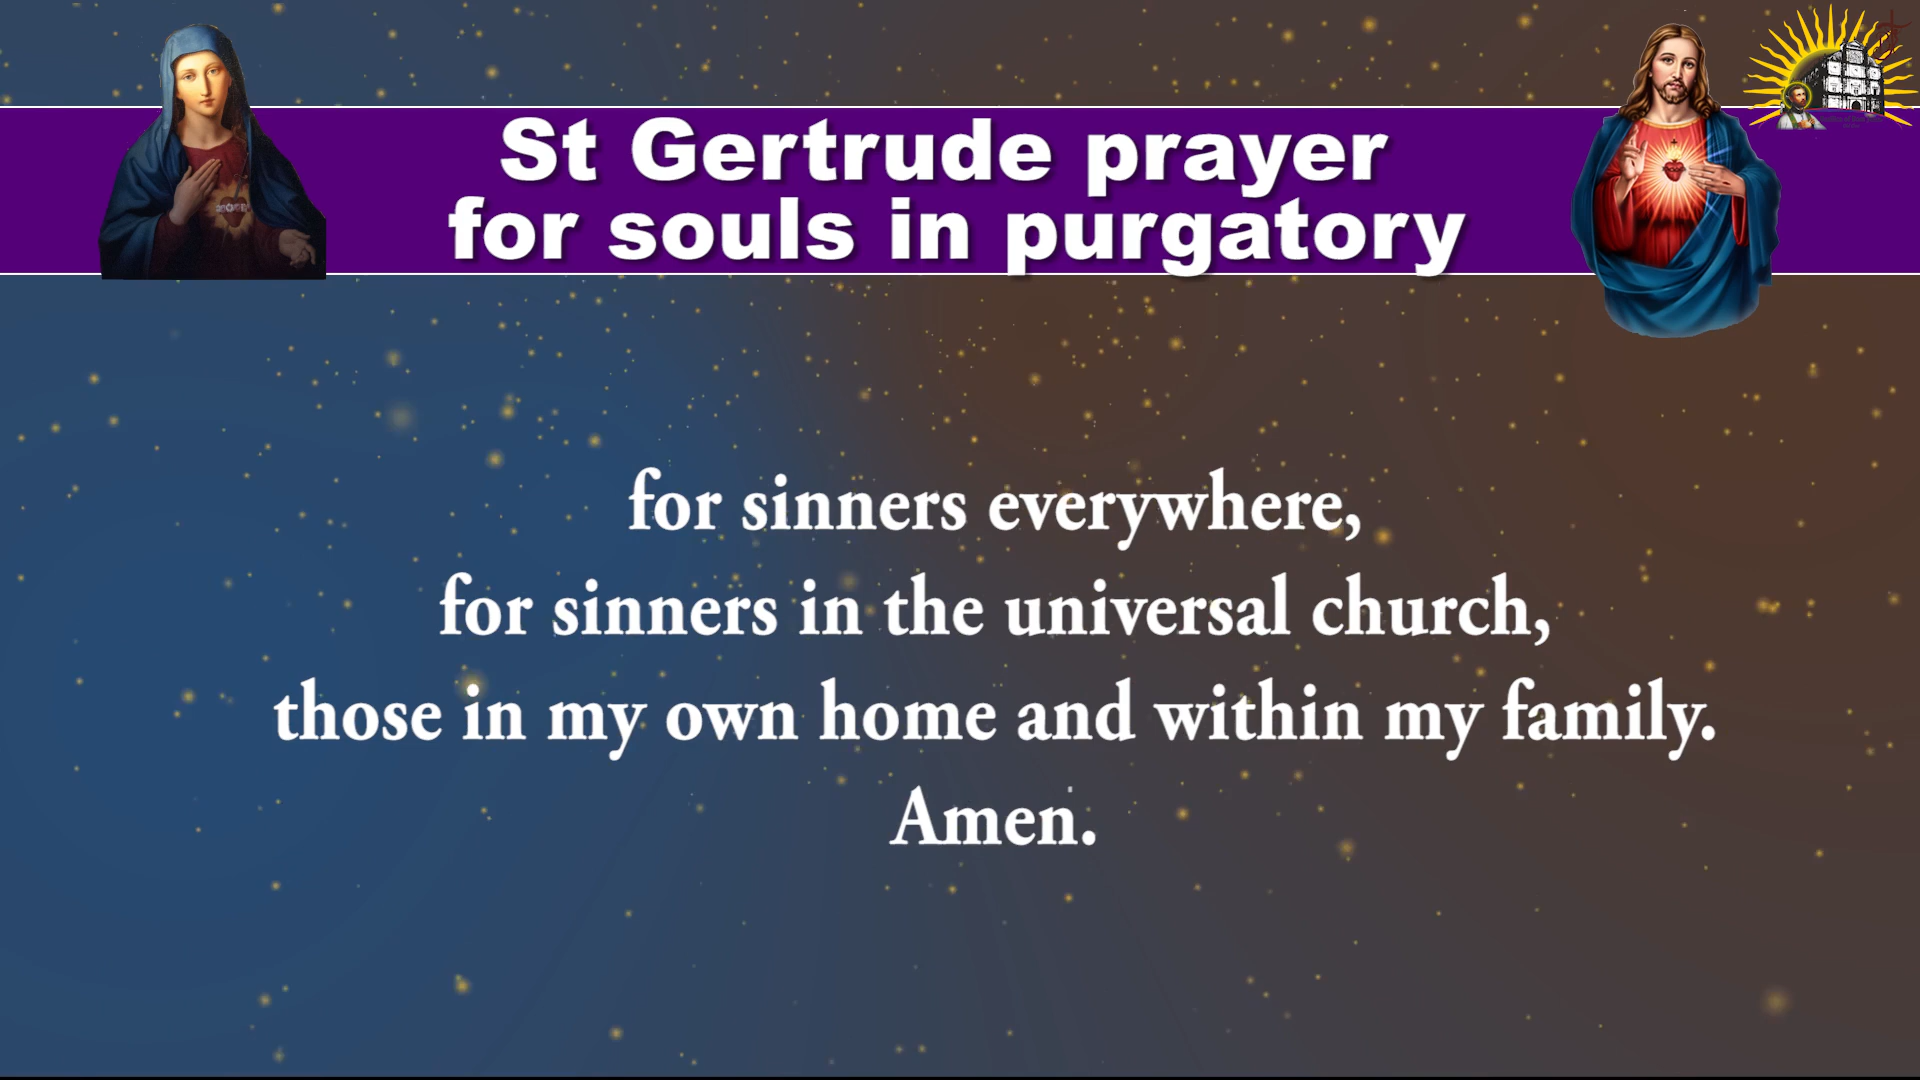 St Gertrude prayer
for souls in purgatory
for sinners everywhere,
for sinners in the universal church,
those in my own home and within my family.
Amen.